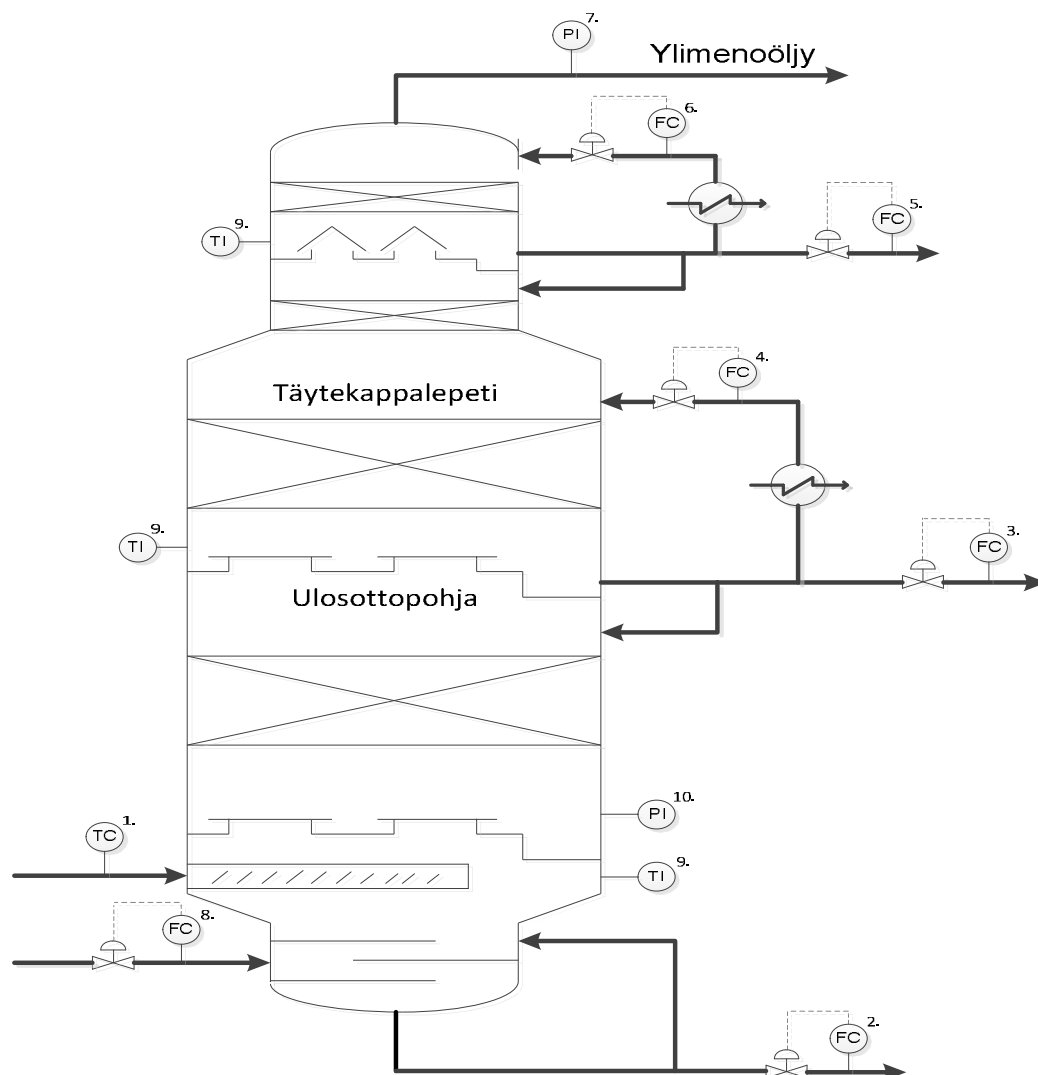 7.
PI
Ylimenoöljy
6.
FC
5.
FC
9.
TI
4.
FC
Täytekappalepeti
9.
TI
3.
FC
Ulosottopohja
10.
PI
1.
TC
9.
TI
8.
FC
2.
FC